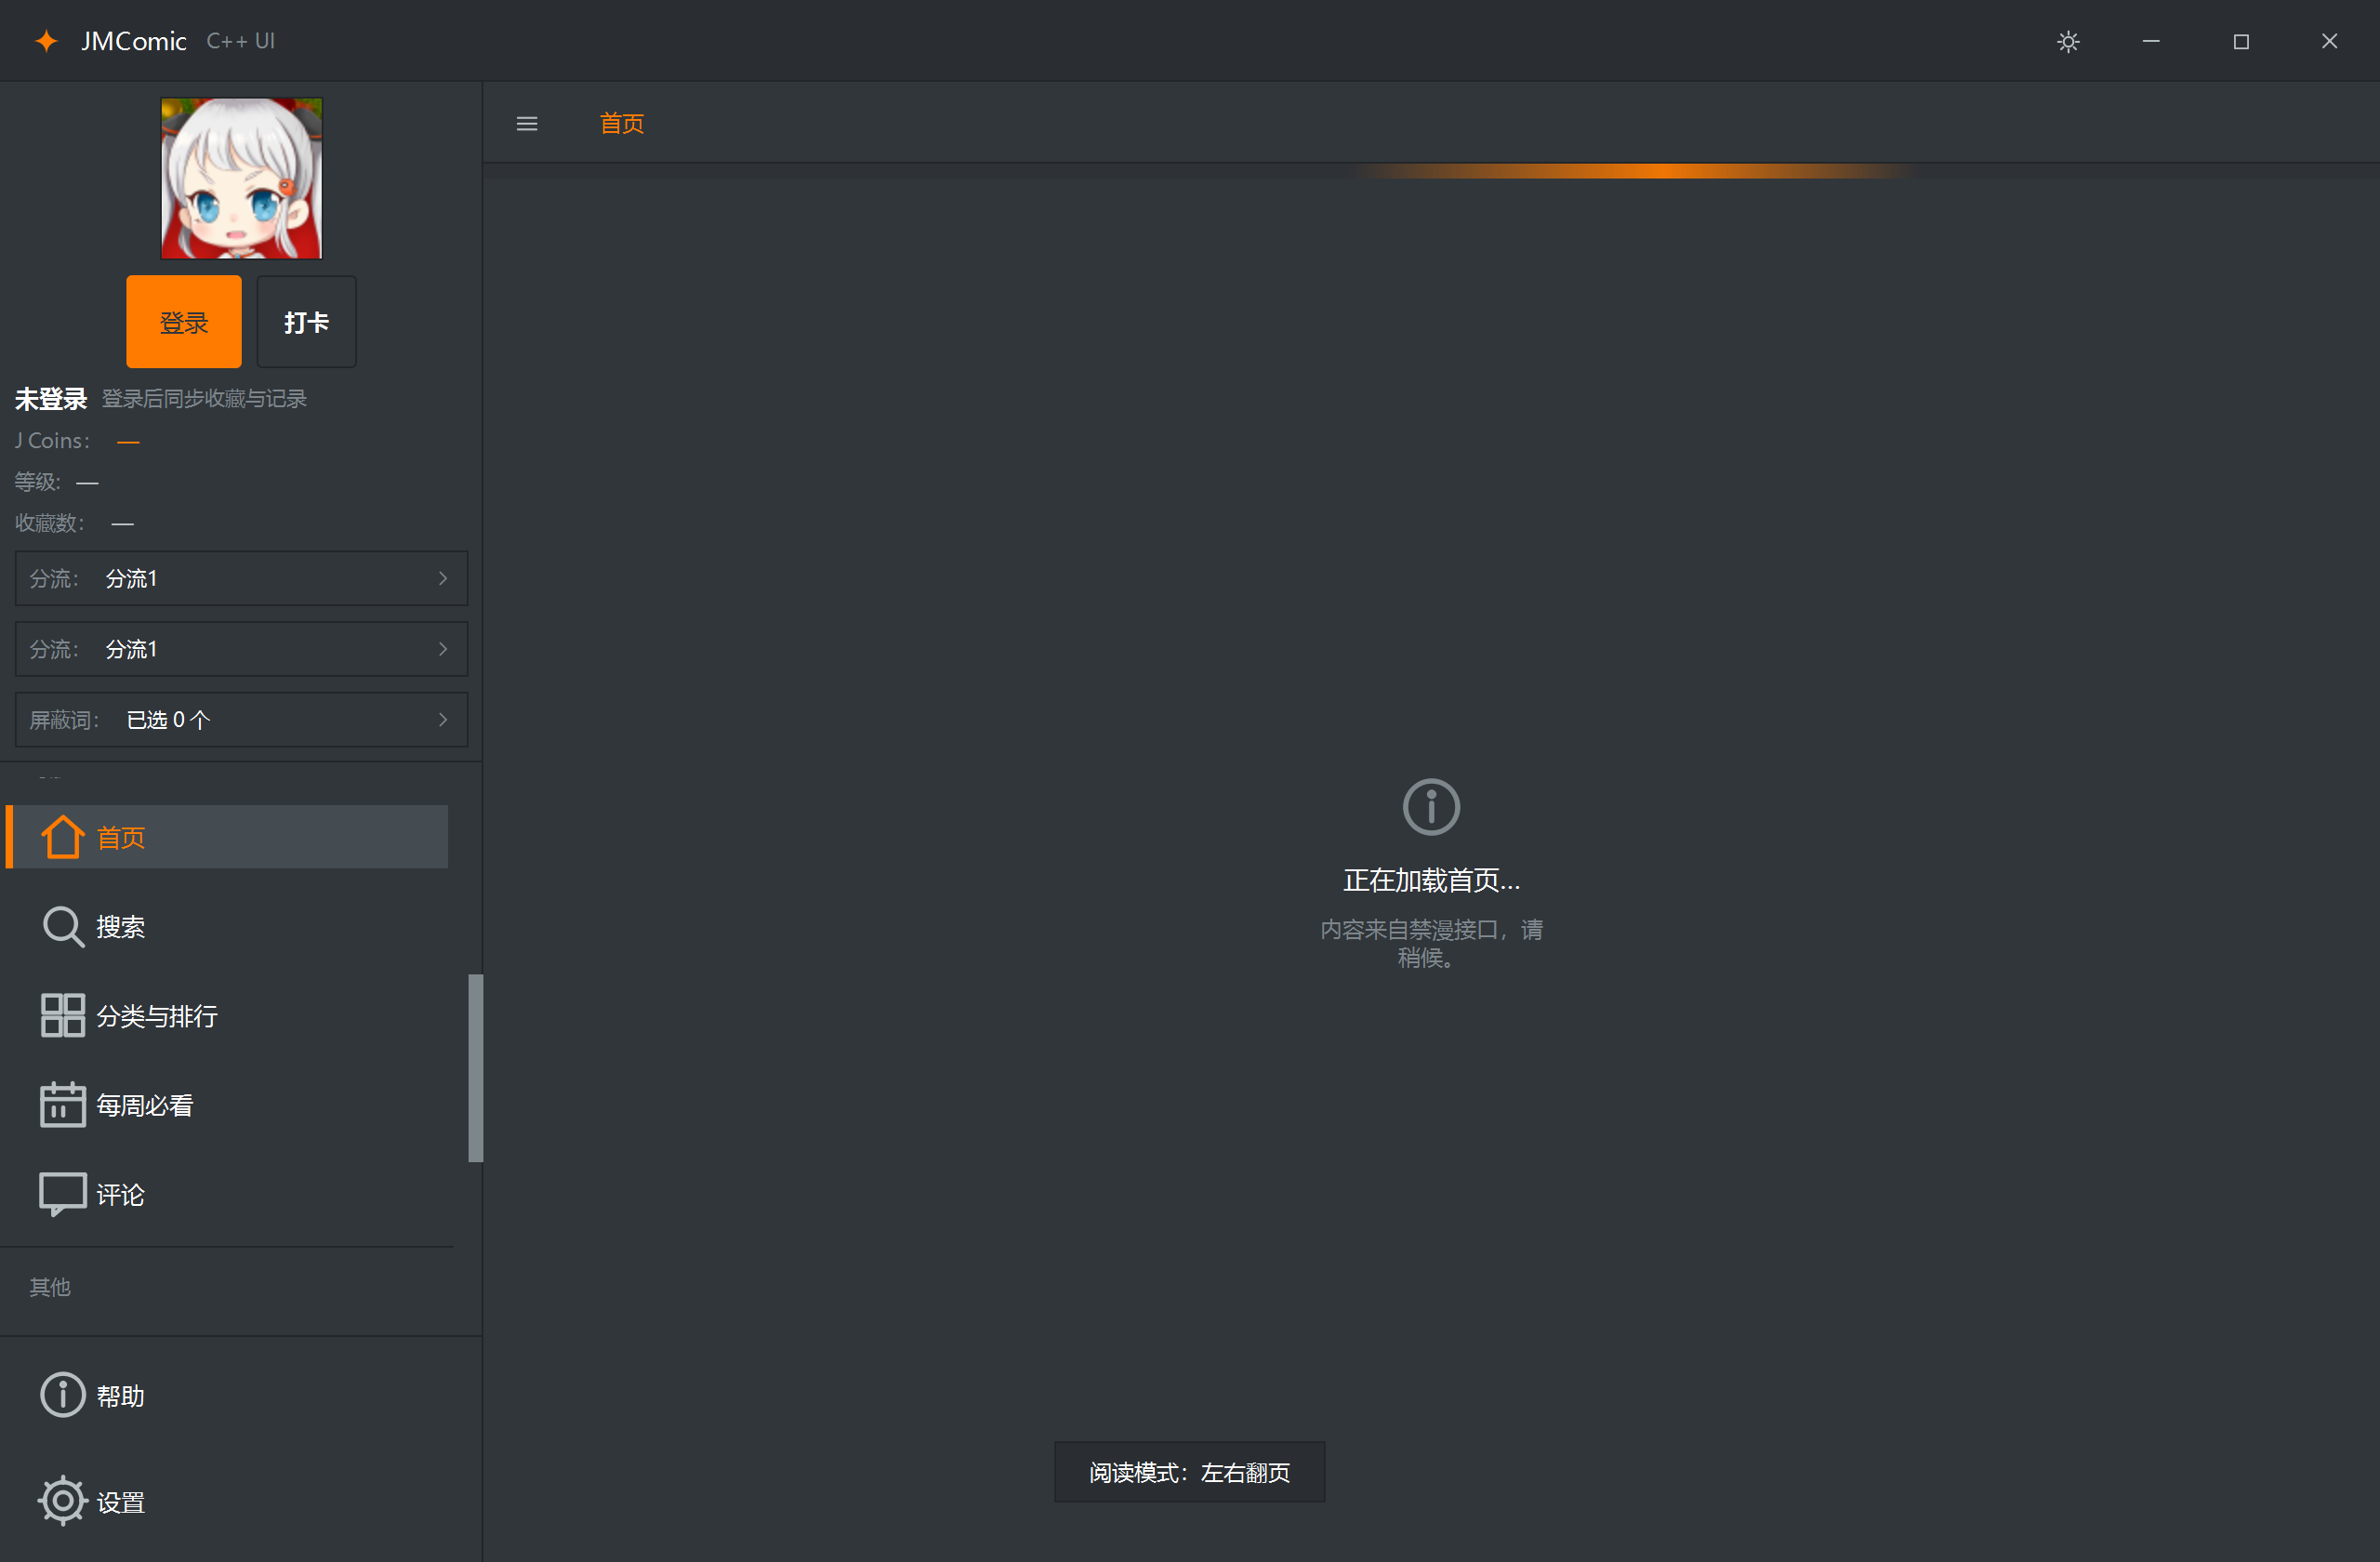 JMComic C++ UI
首页
登录
打卡
未登录 登录后同步收藏与记录
J Coins: —
等级: —
收藏数: —
分流: 分流1
分流: 分流1
屏蔽词: 已选 0 个
首页
搜索
分类与排行
每周必看
评论
其他
帮助
设置
正在加载首页...
内容来自禁漫接口，请
稍候。
阅读模式：左右翻页